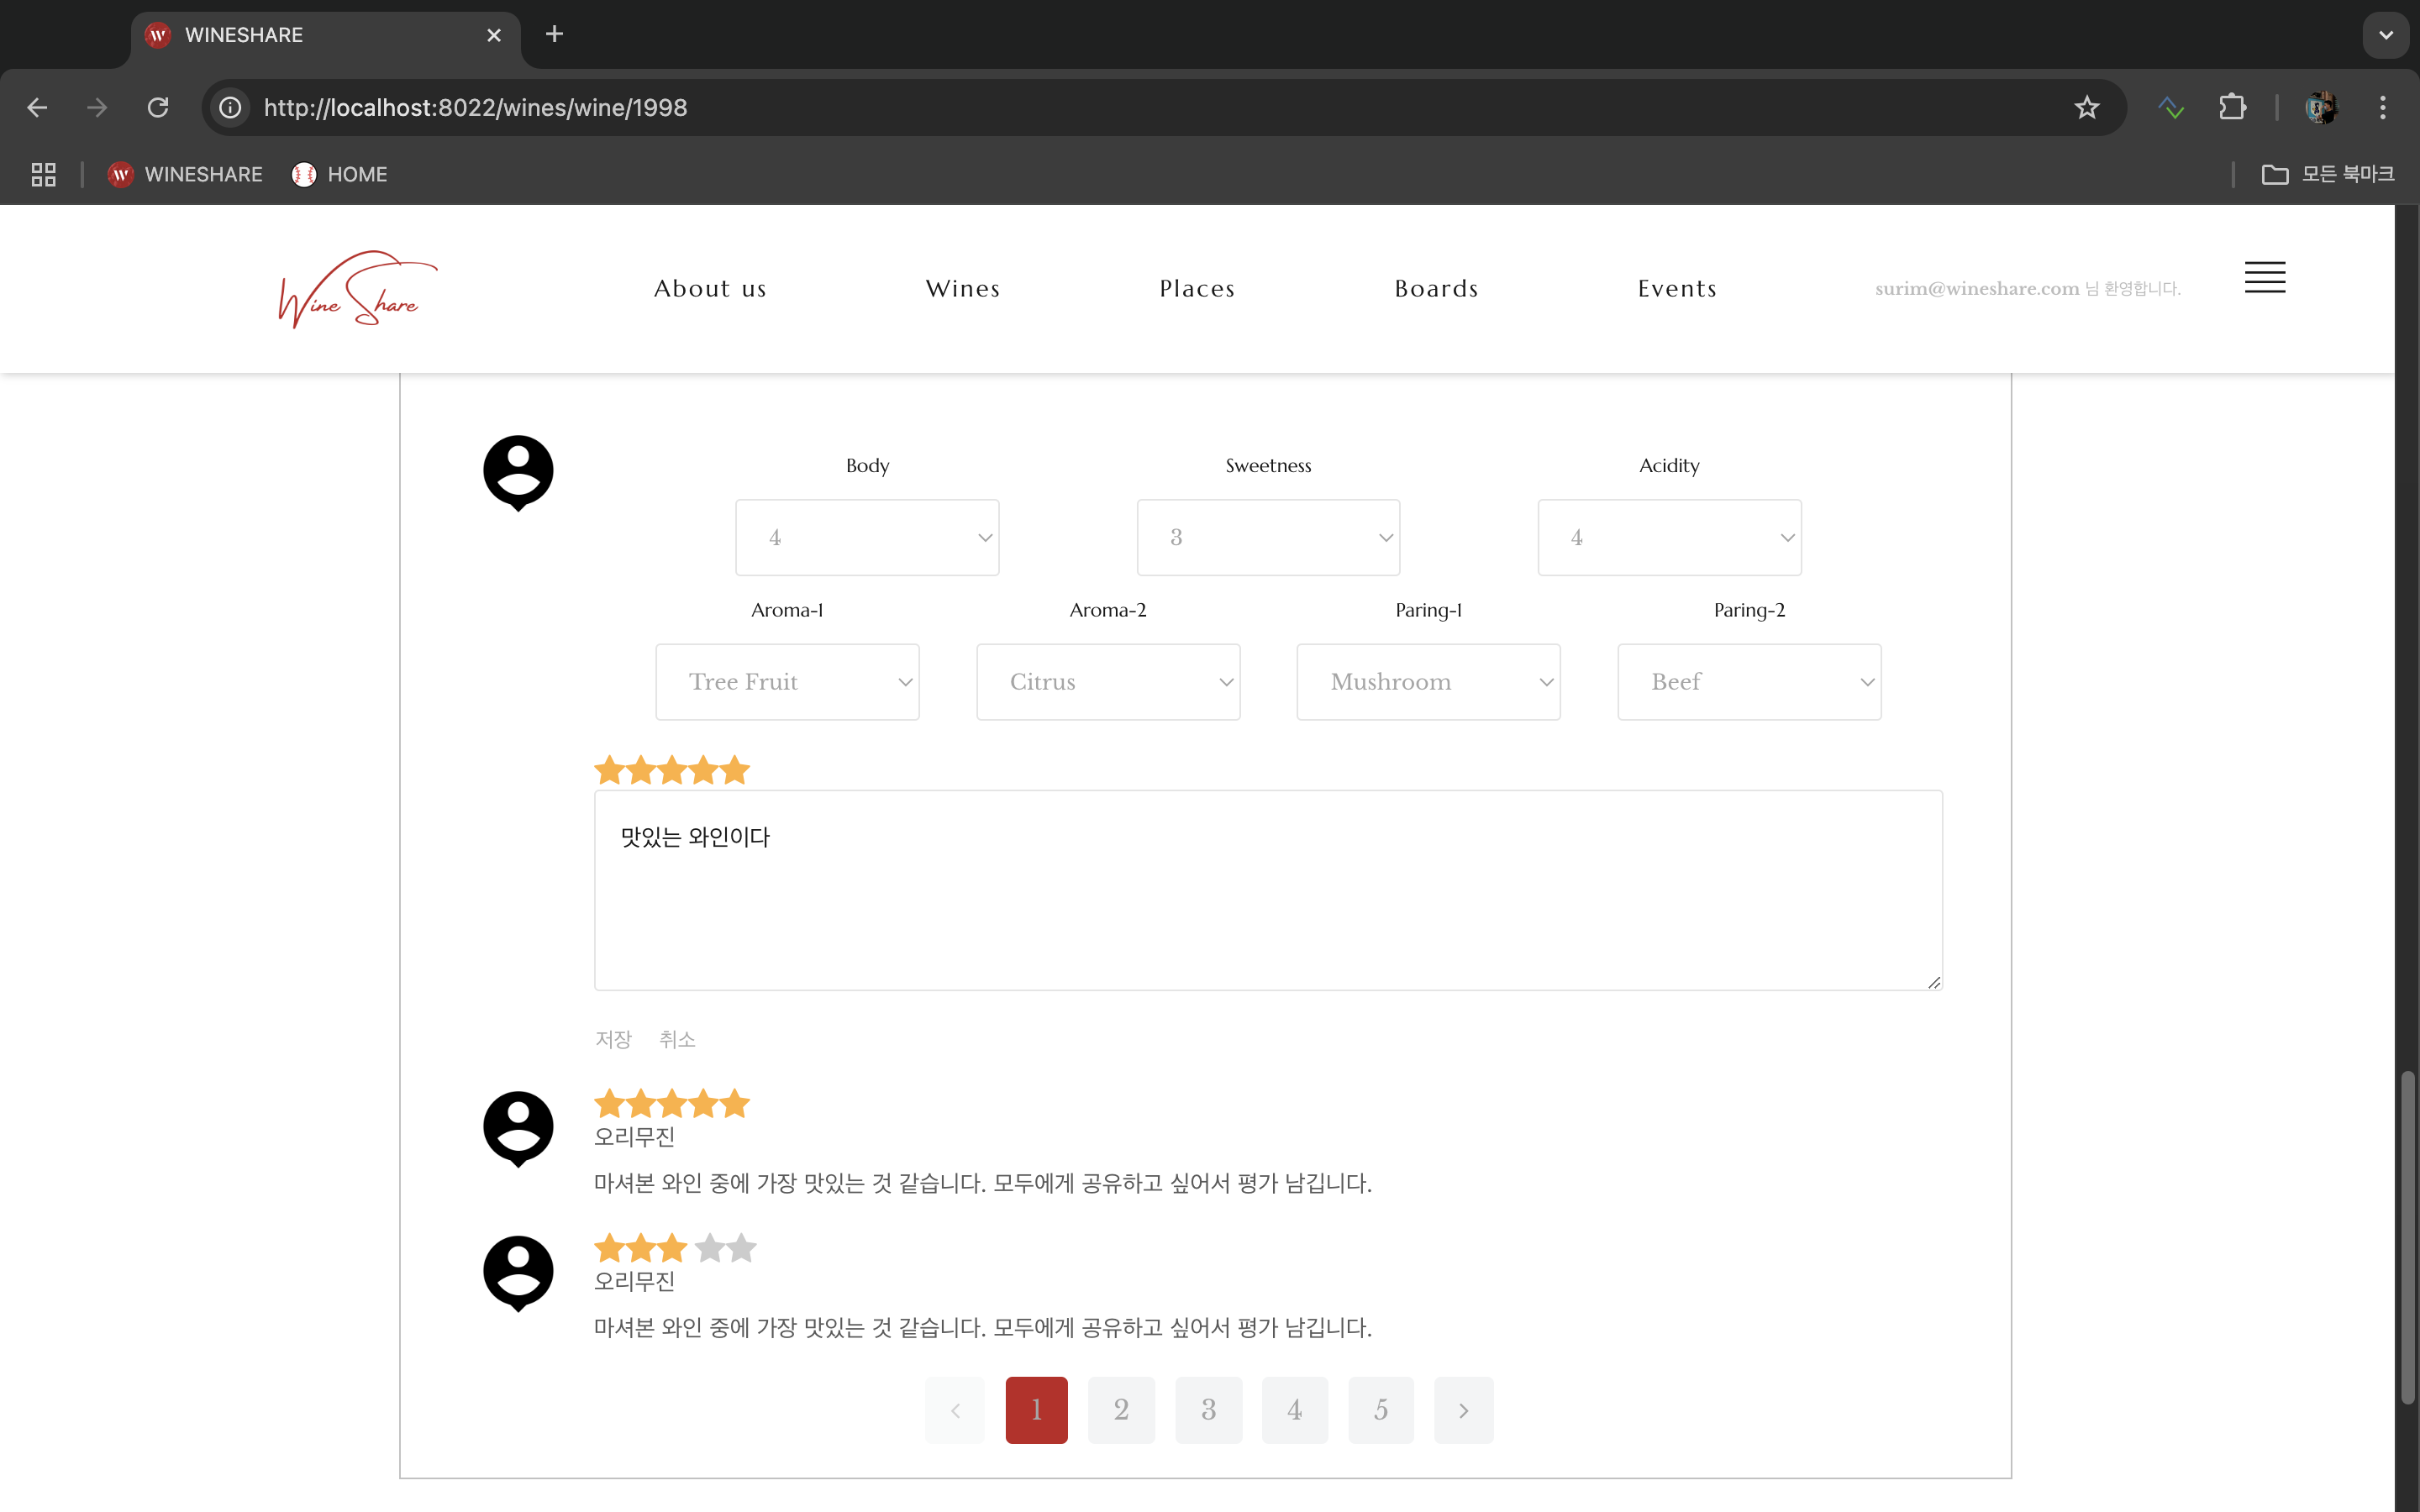 WINESHARE
http://localhost:8022/wines/wine/1998
WINESHARE
HOME
모든 북마크
Wine Share
About us
Wines
Places
Boards
Events
surim@wineshare.com 님 환영합니다.
Body
Sweetness
Acidity
4
3
4
Aroma-1
Aroma-2
Paring-1
Paring-2
Tree Fruit
Citrus
Mushroom
Beef
맛있는 와인이다
저장 취소
오리무진
마셔본 와인 중에 가장 맛있는 것 같습니다. 모두에게 공유하고 싶어서 평가 남깁니다.
오리무진
마셔본 와인 중에 가장 맛있는 것 같습니다. 모두에게 공유하고 싶어서 평가 남깁니다.
1 2 3 4 5